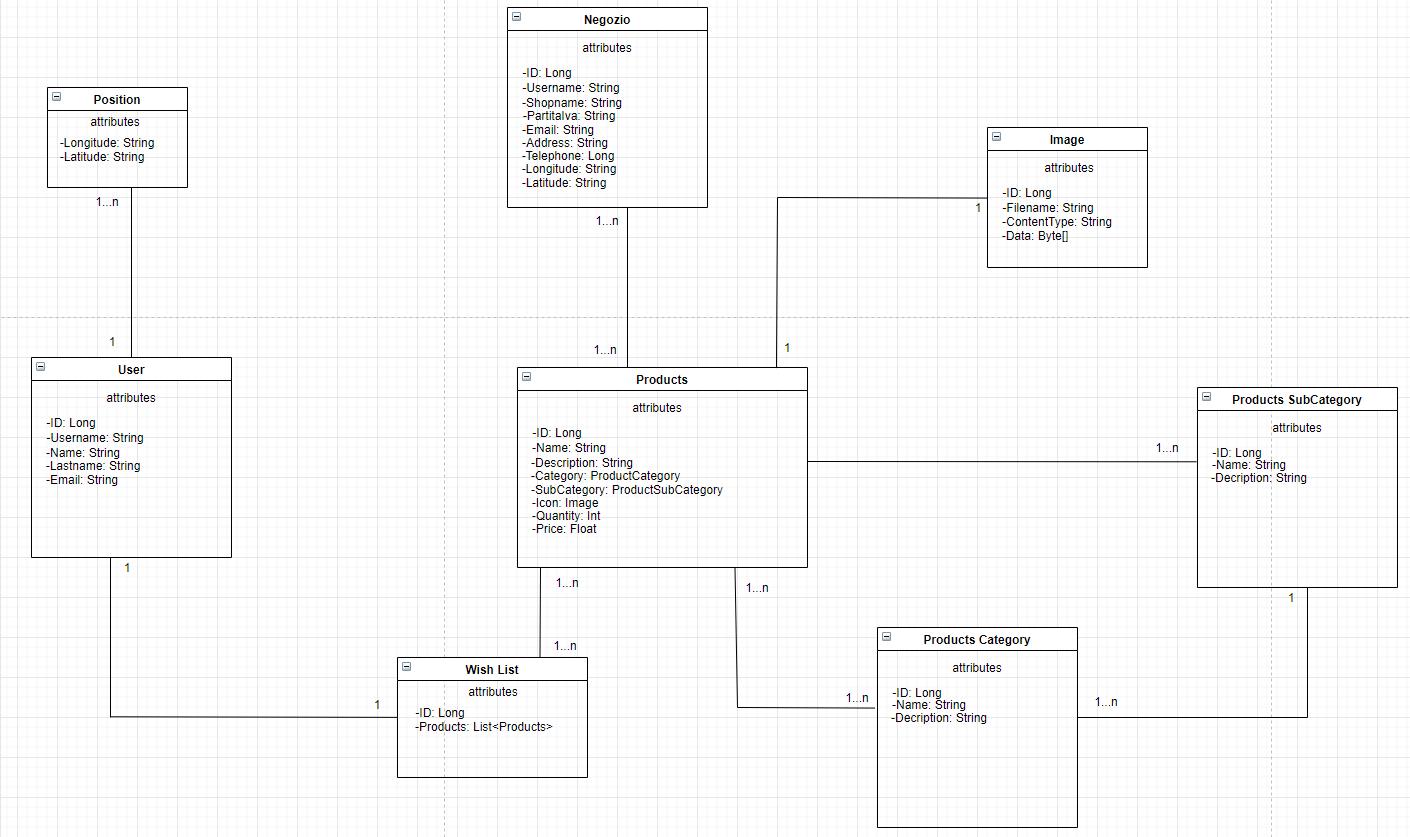 Negozio
attributes
-ID: Long
-Username: String
-Shopname: String
-PartitaIva: String
-Email: String
-Address: String
-Telephone: Long
-Longitude: String
-Latitude: String
1...n
Position
attributes
-Longitude: String
-Latitude: String
1...n
Image
attributes
-ID: Long
-Filename: String
-ContentType: String
-Data: Byte[]
1
1
1...n
1
User
attributes
-ID: Long
-Username: String
-Name: String
-Lastname: String
-Email: String
1
Products
attributes
-ID: Long
-Name: String
-Description: String
-Category: ProductCategory
-SubCategory: ProductSubCategory
-Icon: Image
-Quantity: Int
-Price: Float
1...n
1...n
Products SubCategory
attributes
-ID: Long
-Name: String
-Decription: String
1...n
1
1...n
Wish List
attributes
-ID: Long
-Products: List<Products>
1
Products Category
attributes
-ID: Long
-Name: String
-Decription: String
1...n
1...n